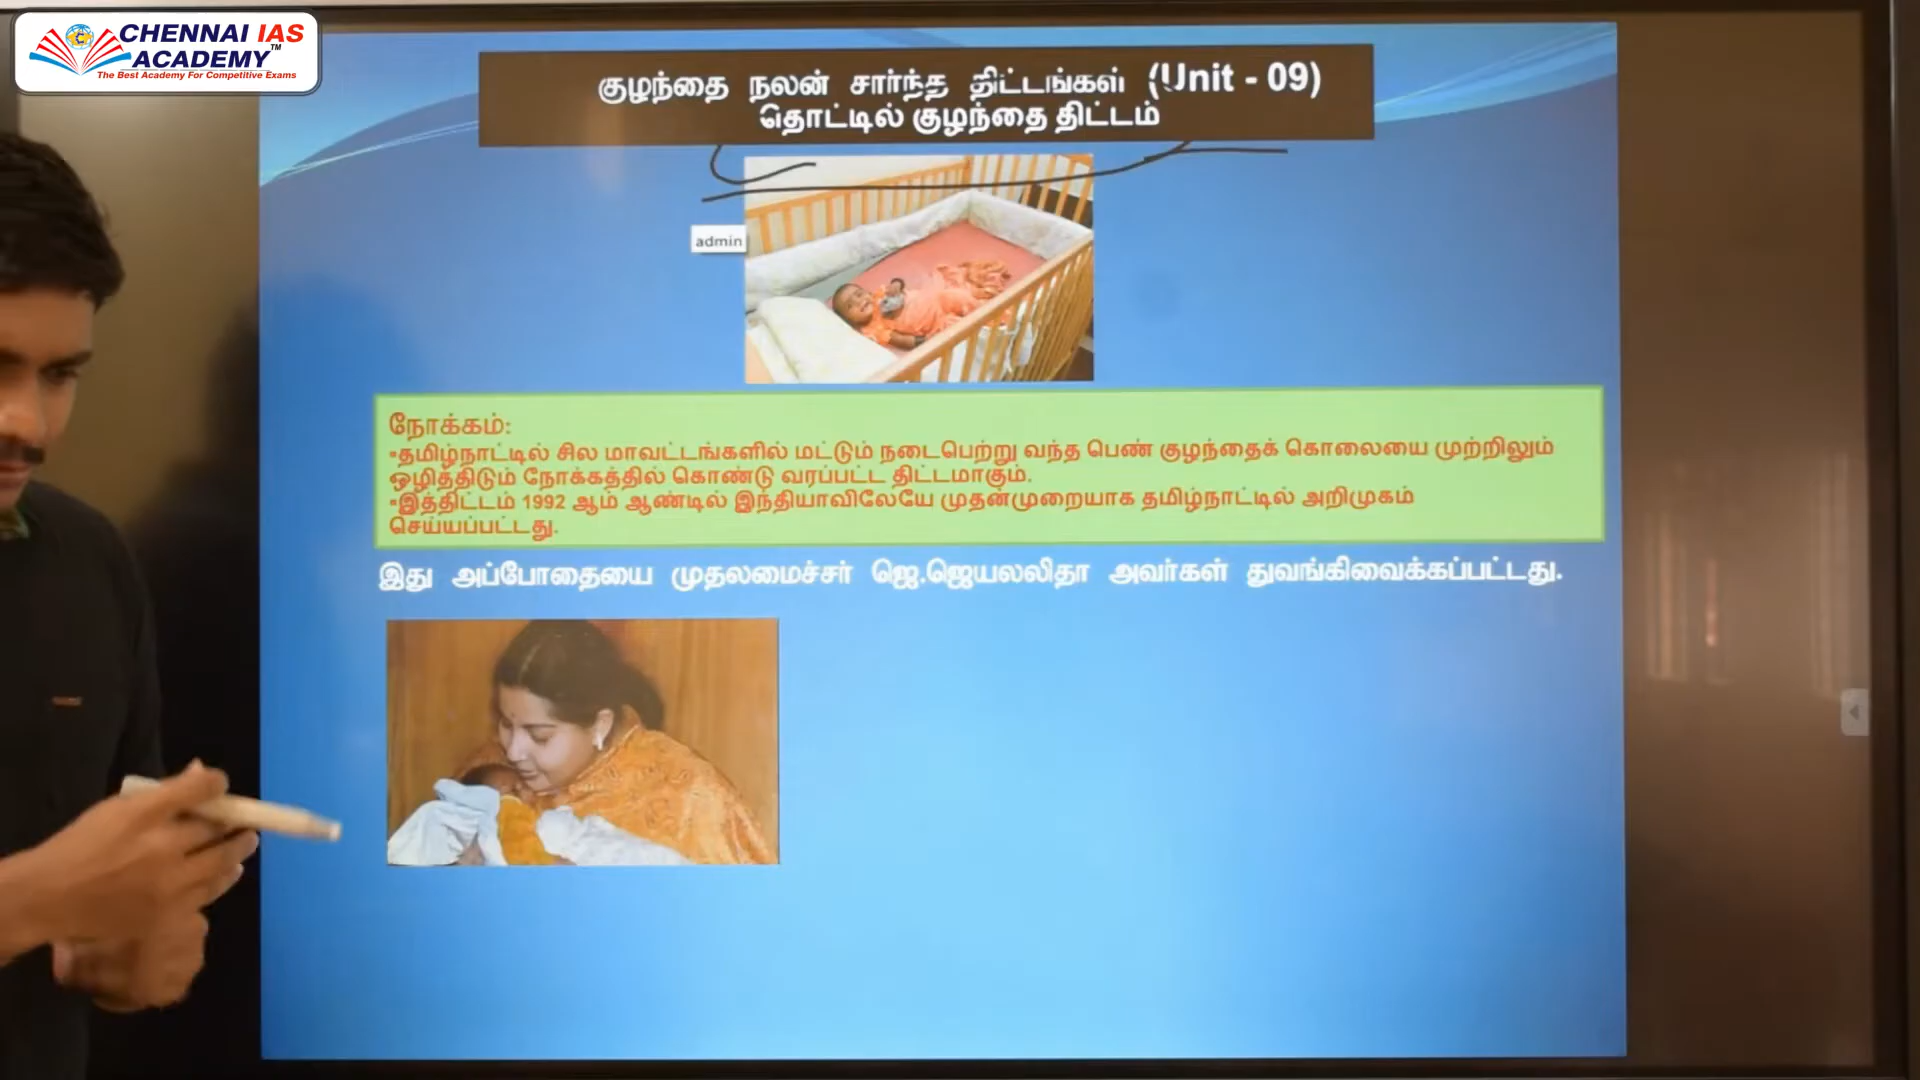 CHENNAI IAS
ACADEMY™
The Best Academy For Competitive Exams
குழந்தை நலன் சார்ந்த திட்டங்கள் (Unit - 09)
தொட்டில் குழந்தை திட்டம்
admin
நோக்கம்:
•தமிழ்நாட்டில் சில மாவட்டங்களில் மட்டும் நடைபெற்று வந்த பெண் குழந்தைக் கொலையை முற்றிலும்
ஒழித்திடும் நோக்கத்தில் கொண்டு வரப்பட்ட திட்டமாகும்.
•இத்திட்டம் 1992 ஆம் ஆண்டில் இந்தியாவிலேயே முதன்முறையாக தமிழ்நாட்டில் அறிமுகம்
செய்யப்பட்டது.
இது அப்போதையை முதலமைச்சர் ஜெ.ஜெயலலிதா அவர்கள் துவங்கிவைக்கப்பட்டது.